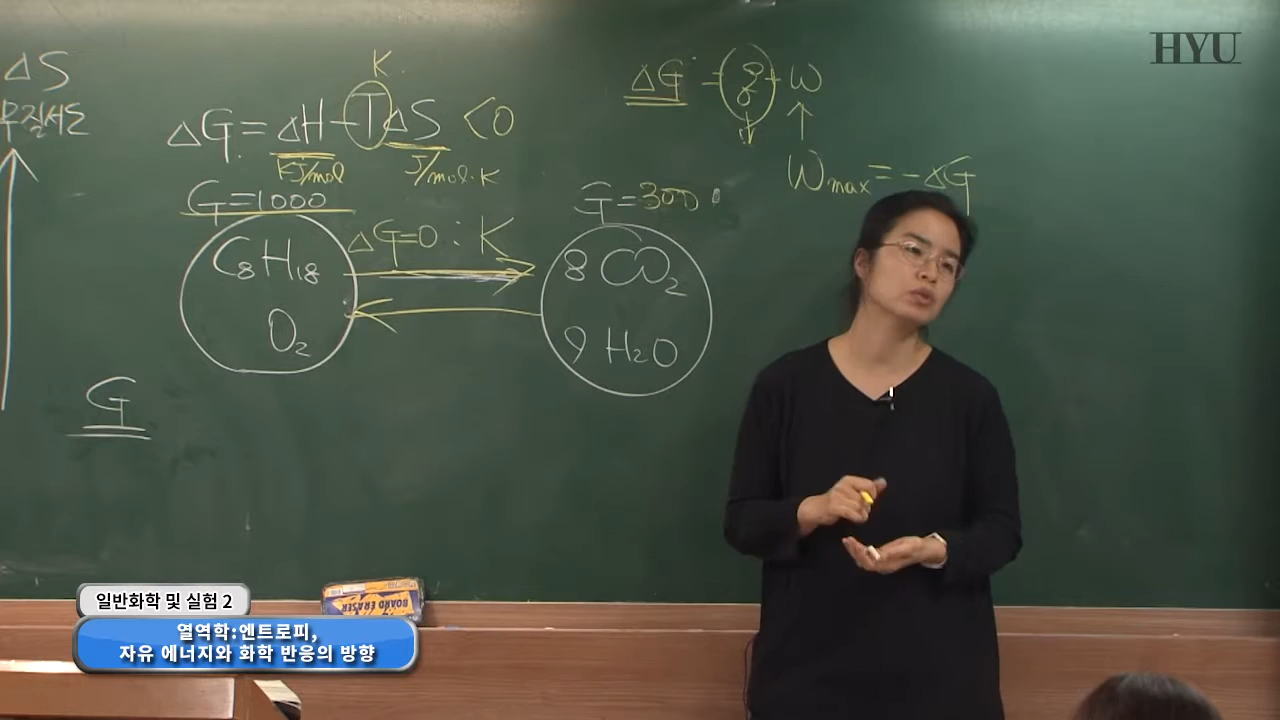 HYU
ΔS
무질서도
K.
ΔG = ΔH - TΔS < 0
KJ/mol
J/mol·K
ΔG
q
w
Wmax = -ΔG
G=1000
ΔG=0 : K
C8H18
O2
8 CO2
9 H2O
G
BOARD ERASER
일반화학 및 실험 2
열역학:엔트로피,
자유 에너지와 화학 반응의 방향